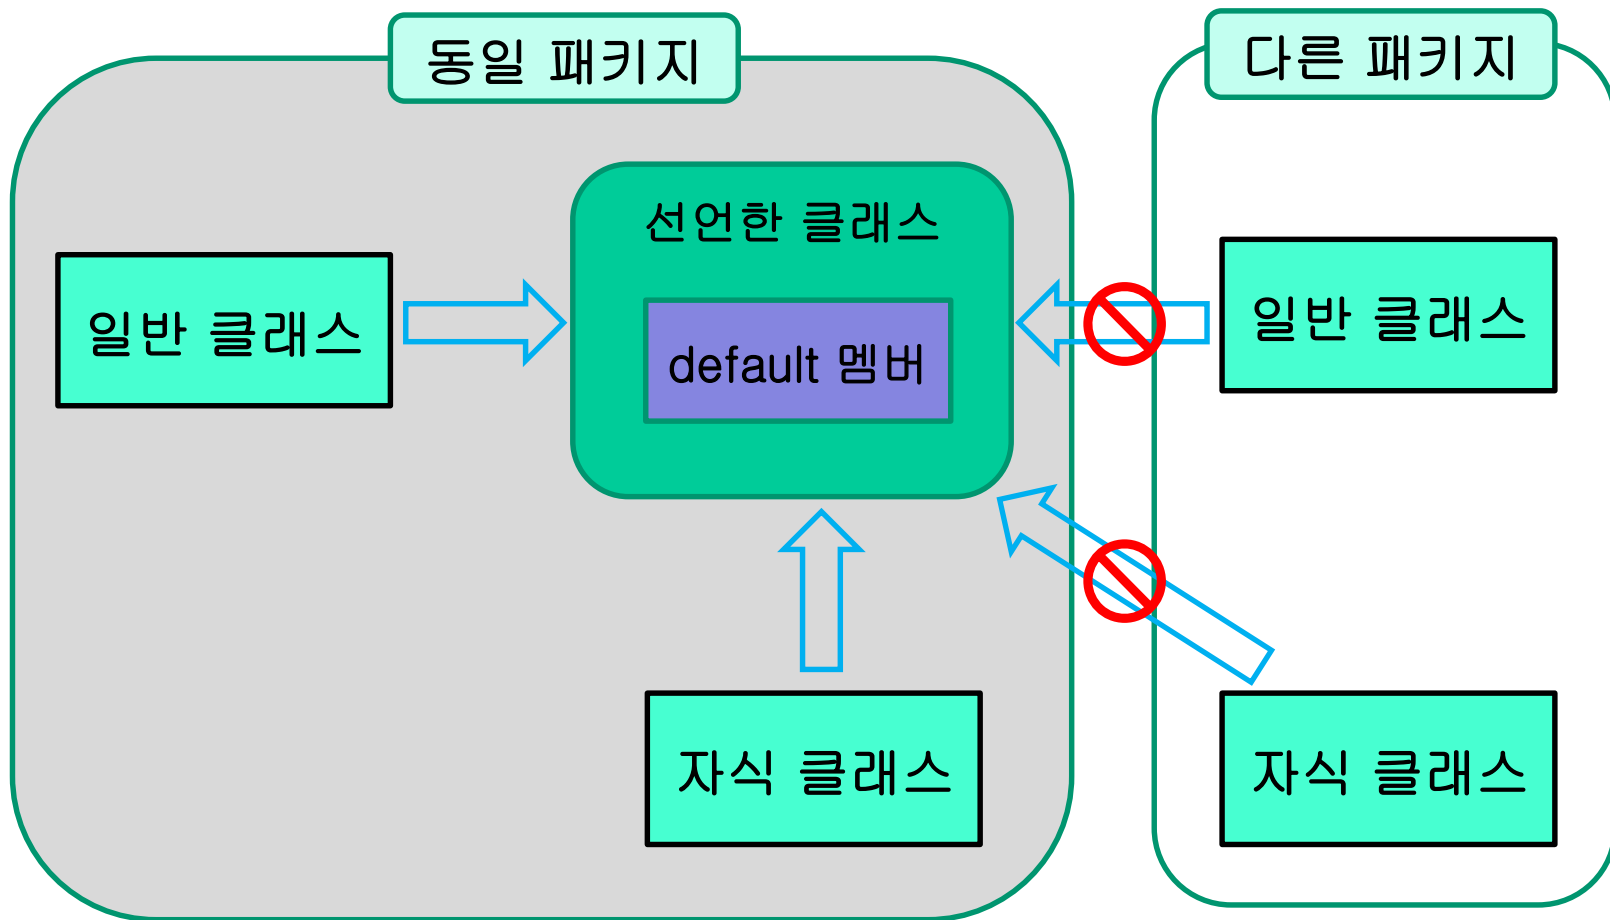 동일 패키지
다른 패키지
선언한 클래스
일반 클래스
default 멤버
일반 클래스
자식 클래스
자식 클래스